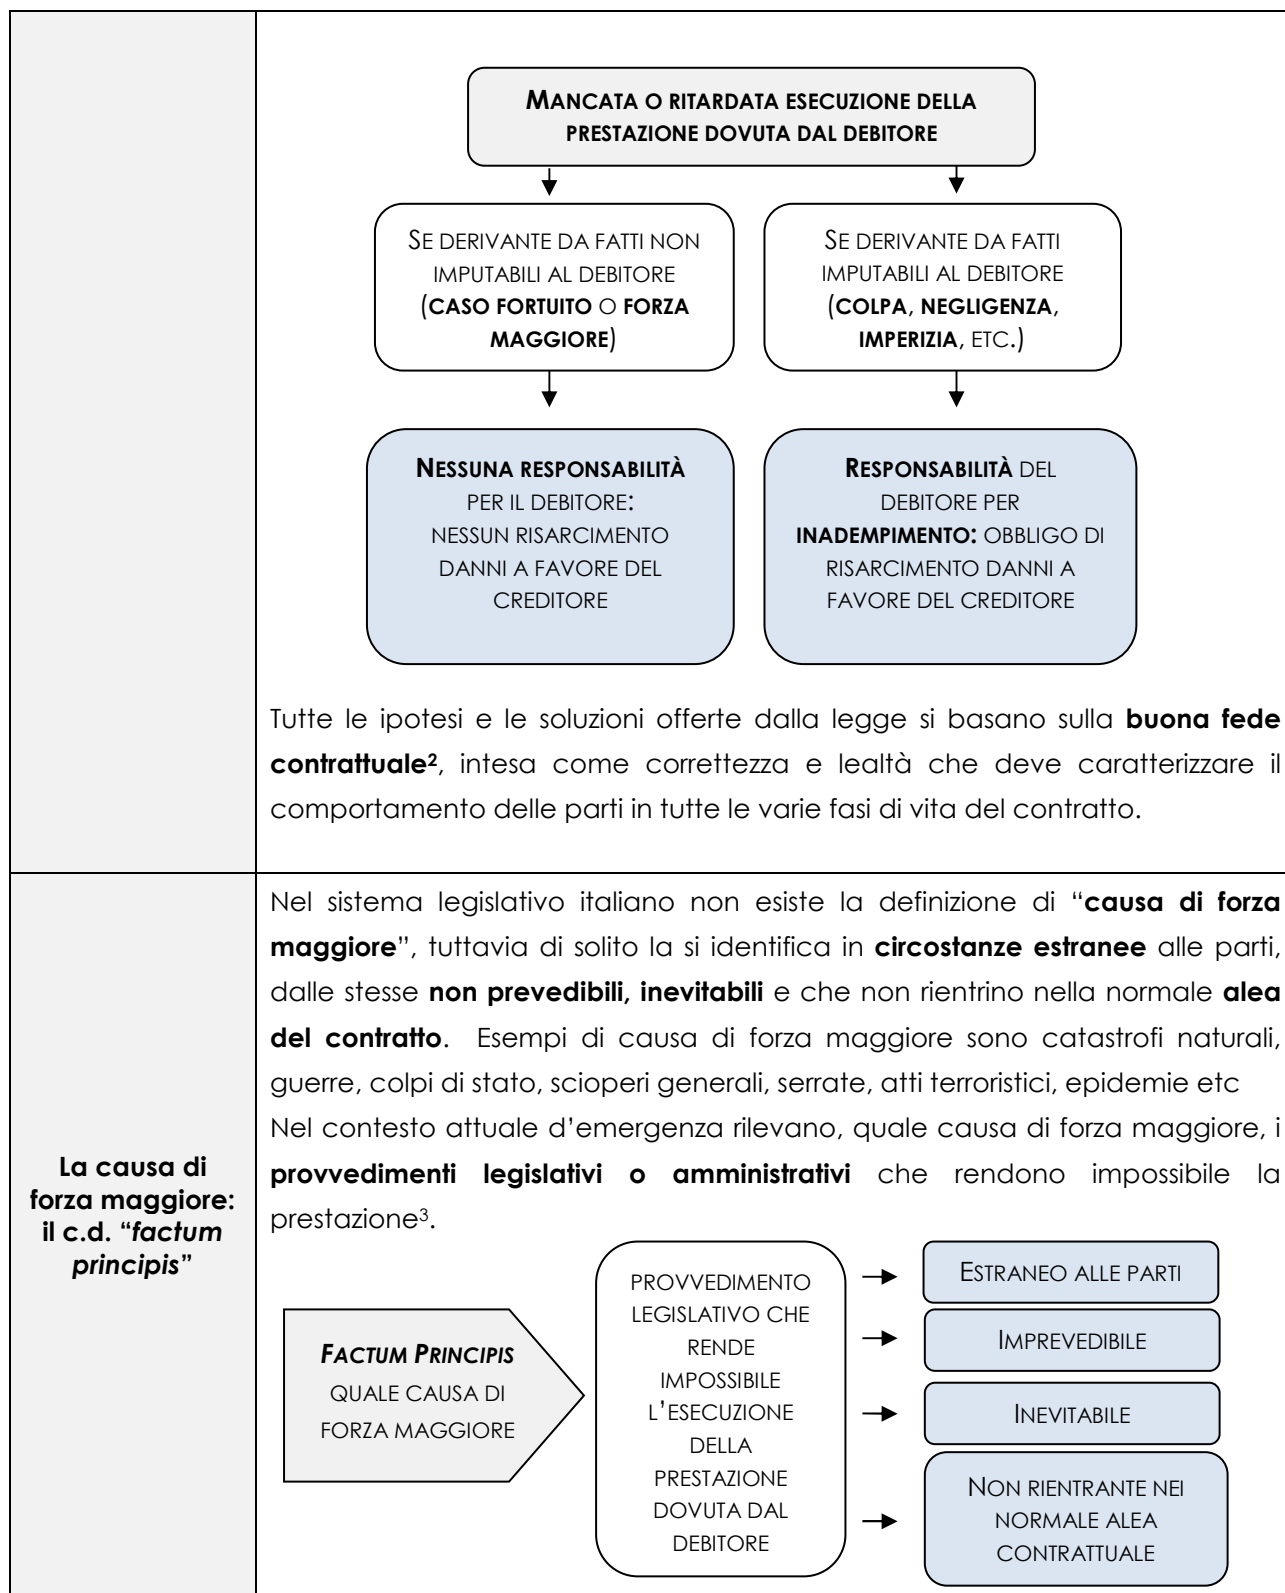 MANCATA O RITARDATA ESECUZIONE DELLA
PRESTAZIONE DOVUTA DAL DEBITORE
SE DERIVANTE DA FATTI NON
IMPUTABILI AL DEBITORE
(CASO FORTUITO O FORZA
MAGGIORE)
SE DERIVANTE DA FATTI
IMPUTABILI AL DEBITORE
(COLPA, NEGLIGENZA,
IMPERIZIA, ETC.)
NESSUNA RESPONSABILITÀ
PER IL DEBITORE:
NESSUN RISARCIMENTO
DANNI A FAVORE DEL
CREDITORE
RESPONSABILITÀ DEL
DEBITORE PER
INADEMPIMENTO: OBBLIGO DI
RISARCIMENTO DANNI A
FAVORE DEL CREDITORE
Tutte le ipotesi e le soluzioni offerte dalla legge si basano sulla buona fede
contrattuale², intesa come correttezza e lealtà che deve caratterizzare il
comportamento delle parti in tutte le varie fasi di vita del contratto.
La causa di
forza maggiore:
il c.d. “factum
principis”
Nel sistema legislativo italiano non esiste la definizione di “causa di forza
maggiore”, tuttavia di solito la si identifica in circostanze estranee alle parti,
dalle stesse non prevedibili, inevitabili e che non rientrino nella normale alea
del contratto. Esempi di causa di forza maggiore sono catastrofi naturali,
guerre, colpi di stato, scioperi generali, serrate, atti terroristici, epidemie etc
Nel contesto attuale d’emergenza rilevano, quale causa di forza maggiore, i
provvedimenti legislativi o amministrativi che rendono impossibile la
prestazione³.
FACTUM PRINCIPIS
QUALE CAUSA DI
FORZA MAGGIORE
PROVVEDIMENTO
LEGISLATIVO CHE
RENDE
IMPOSSIBILE
L’ESECUZIONE
DELLA
PRESTAZIONE
DOVUTA DAL
DEBITORE
ESTRANEO ALLE PARTI
IMPREVEDIBILE
INEVITABILE
NON RIENTRANTE NEI
NORMALE ALEA
CONTRATTUALE